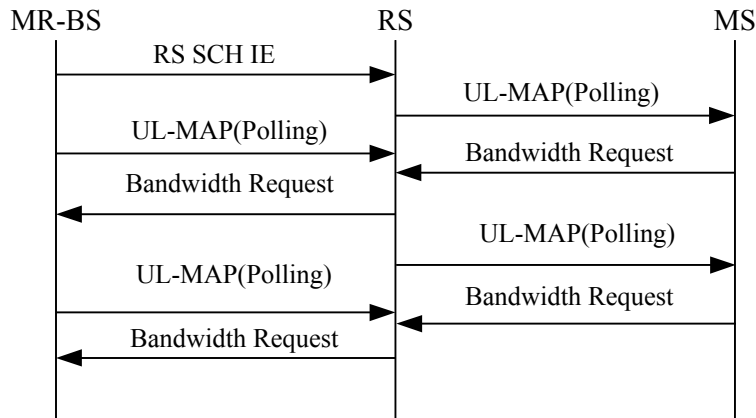 MR-BS RS MS
RS SCH IE
UL-MAP(Polling)
UL-MAP(Polling)
Bandwidth Request
Bandwidth Request
UL-MAP(Polling)
UL-MAP(Polling)
Bandwidth Request
Bandwidth Request